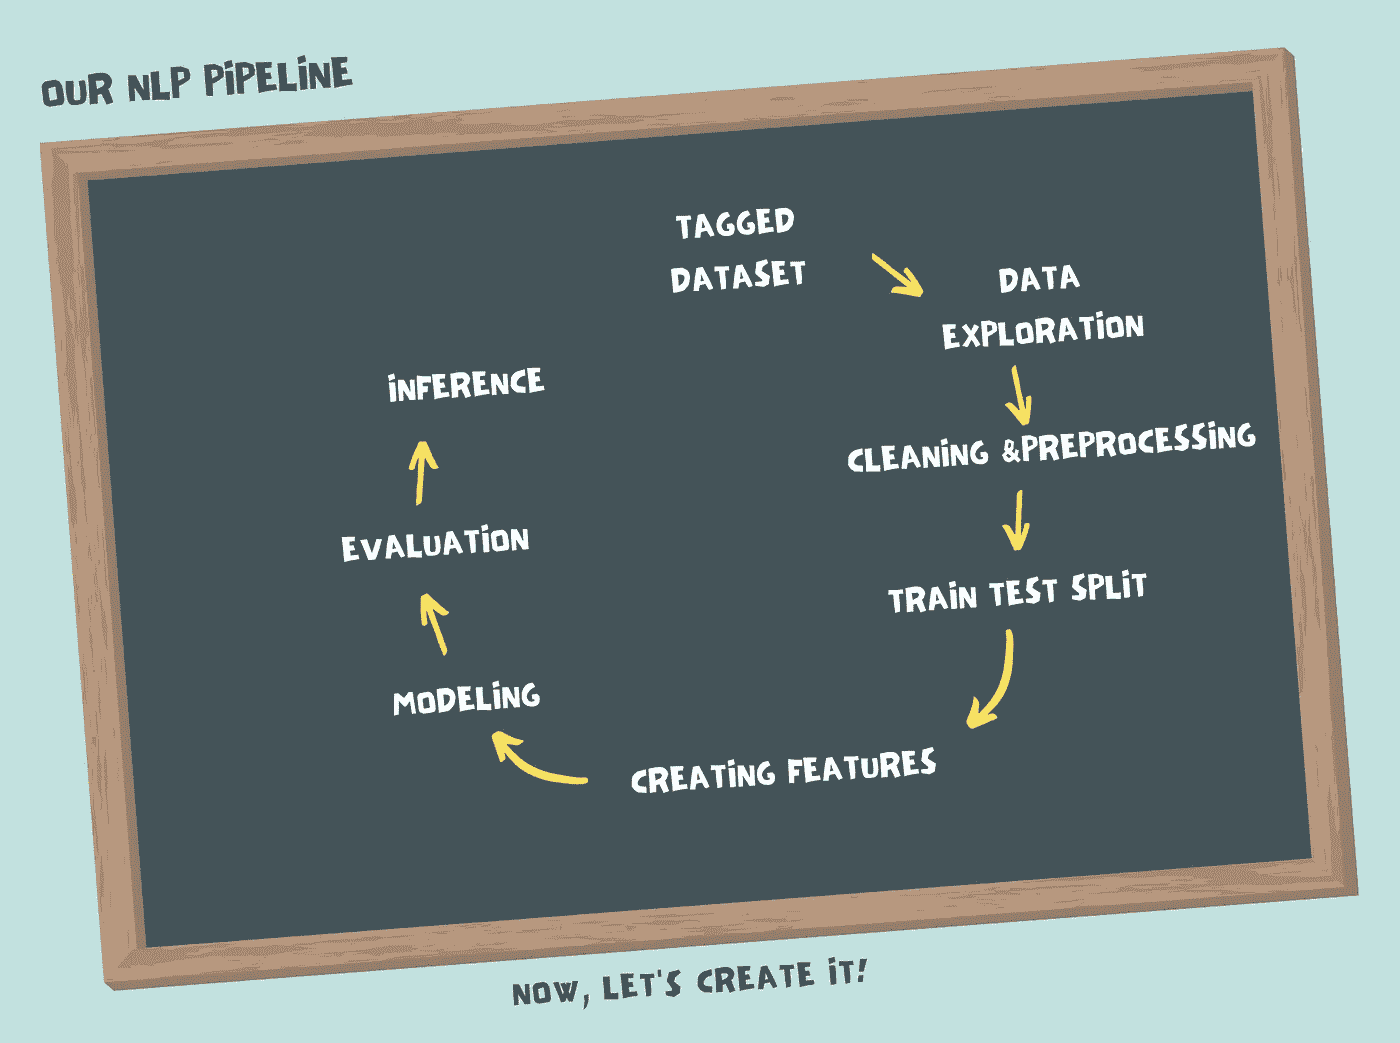 OUR NLP PIPELINE
TAGGED
DATASET
DATA
EXPLORATION
CLEANING &PREPROCESSING
TRAIN TEST SPLIT
CREATING FEATURES
MODELING
EVALUATION
INFERENCE
NOW, LET'S CREATE IT!